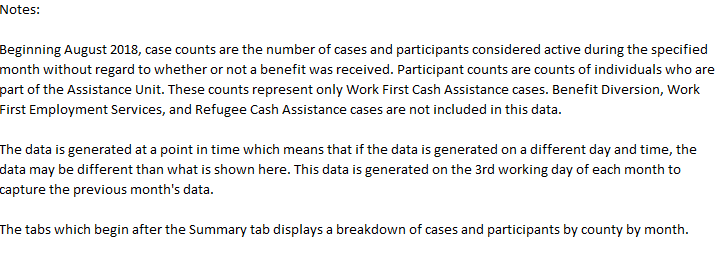 Notes:
Beginning August 2018, case counts are the number of cases and participants considered active during the specified
month without regard to whether or not a benefit was received. Participant counts are counts of individuals who are
part of the Assistance Unit. These counts represent only Work First Cash Assistance cases. Benefit Diversion, Work
First Employment Services, and Refugee Cash Assistance cases are not included in this data.
The data is generated at a point in time which means that if the data is generated on a different day and time, the
data may be different than what is shown here. This data is generated on the 3rd working day of each month to
capture the previous month's data.
The tabs which begin after the Summary tab displays a breakdown of cases and participants by county by month.